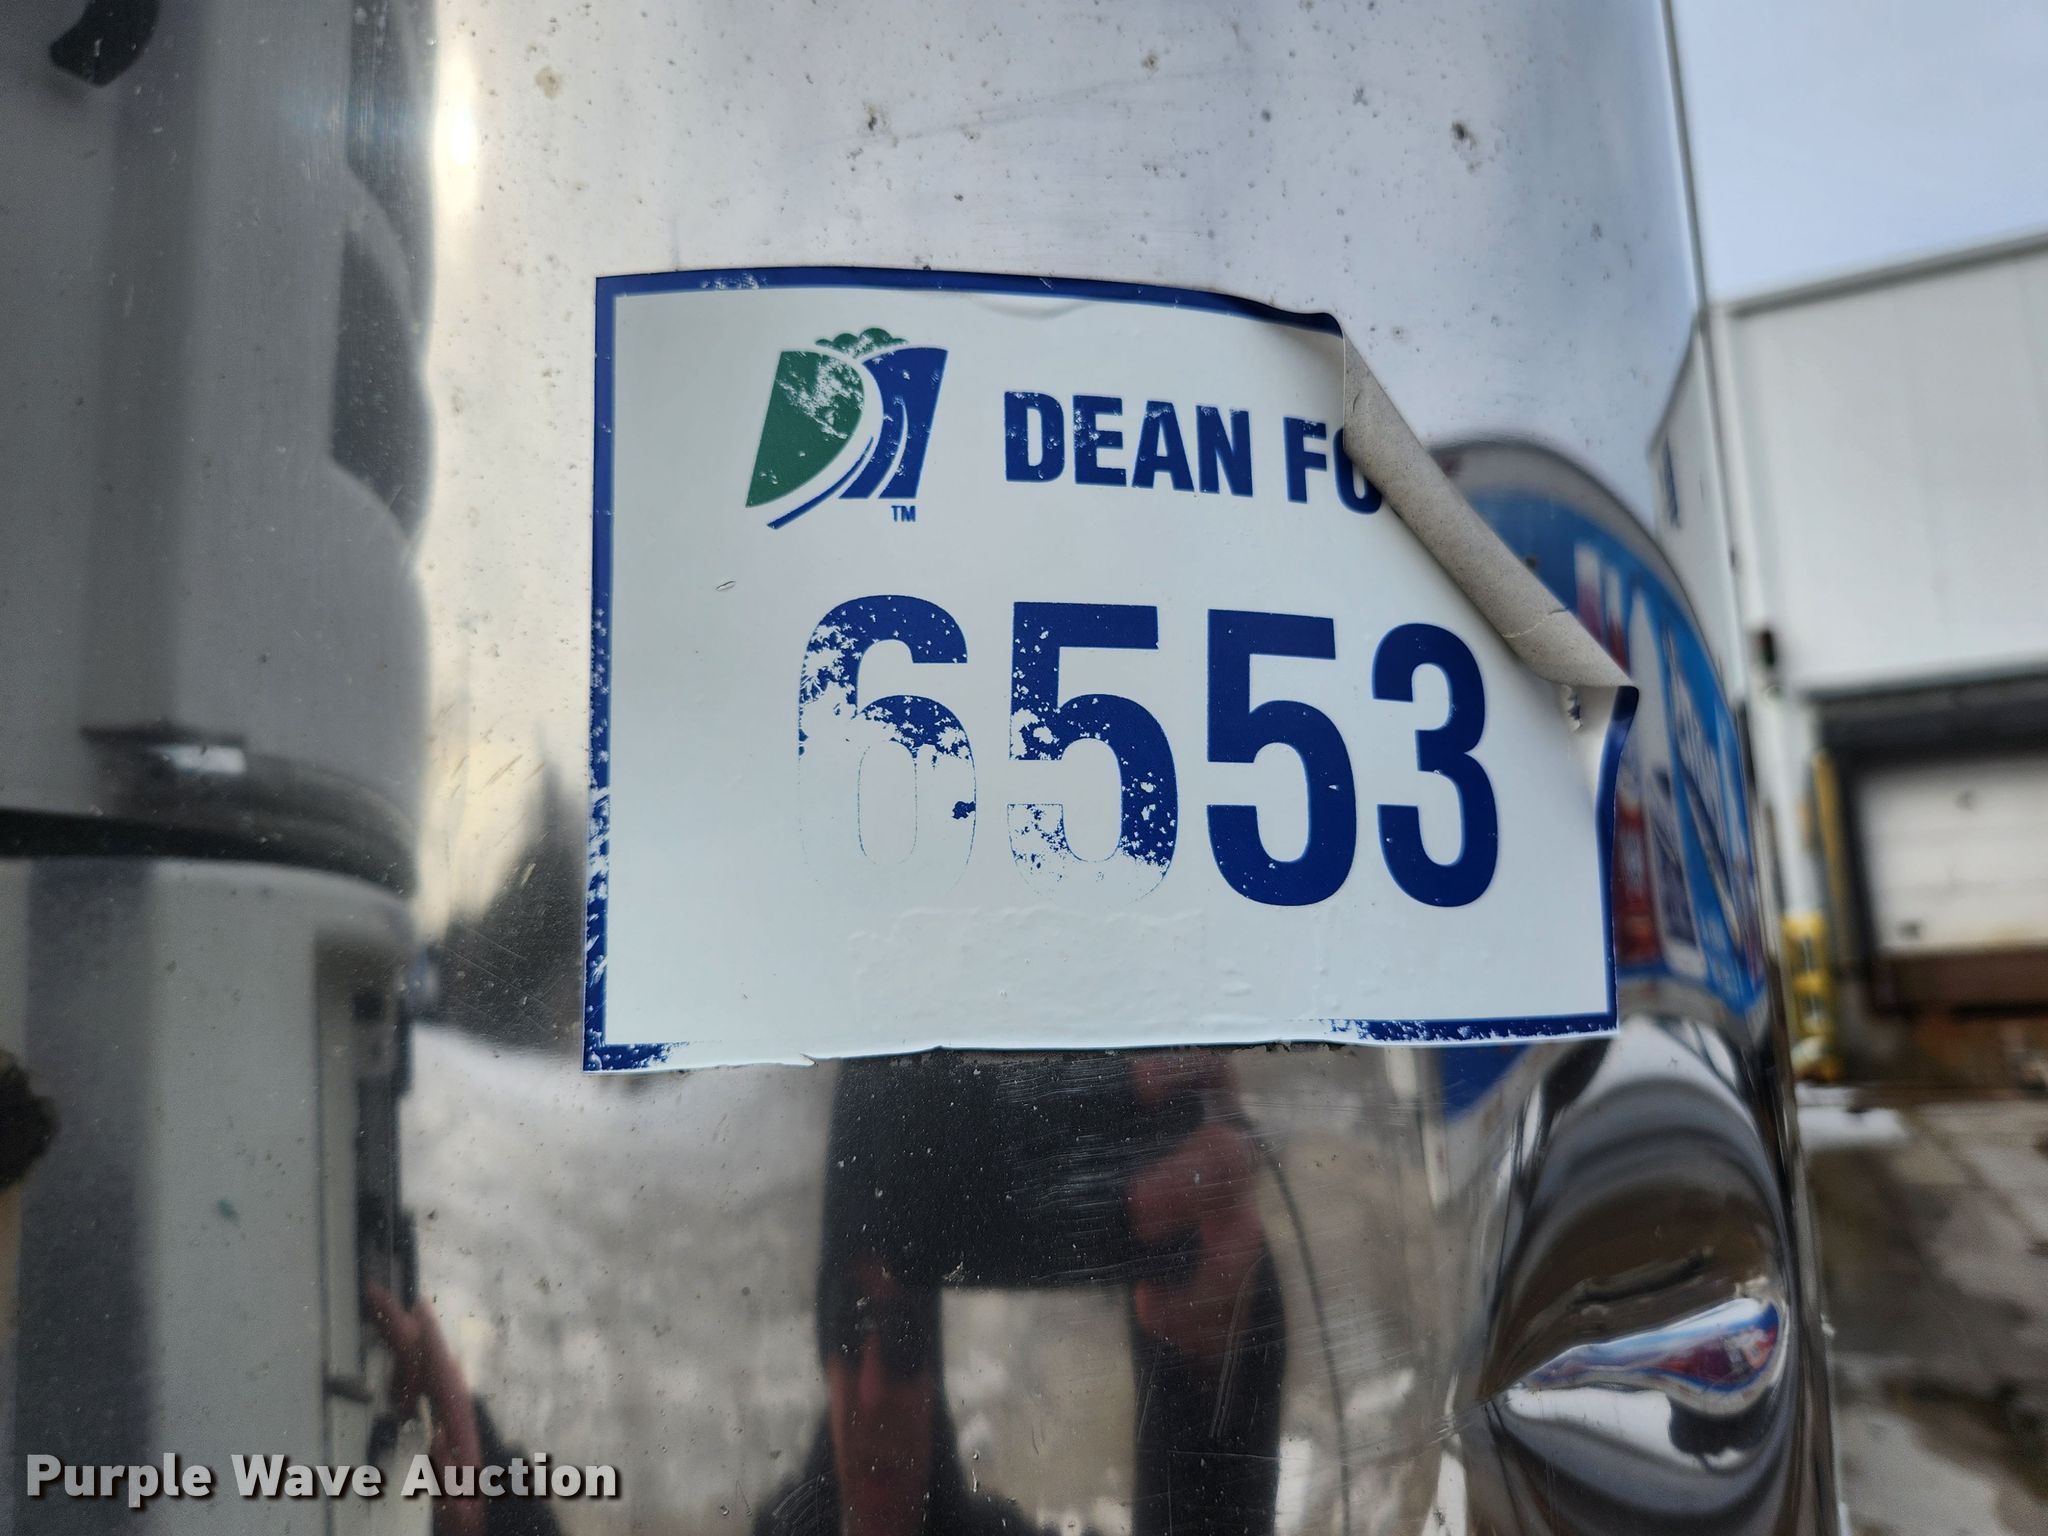 DEAN FO
TM
6553
Purple Wave Auction